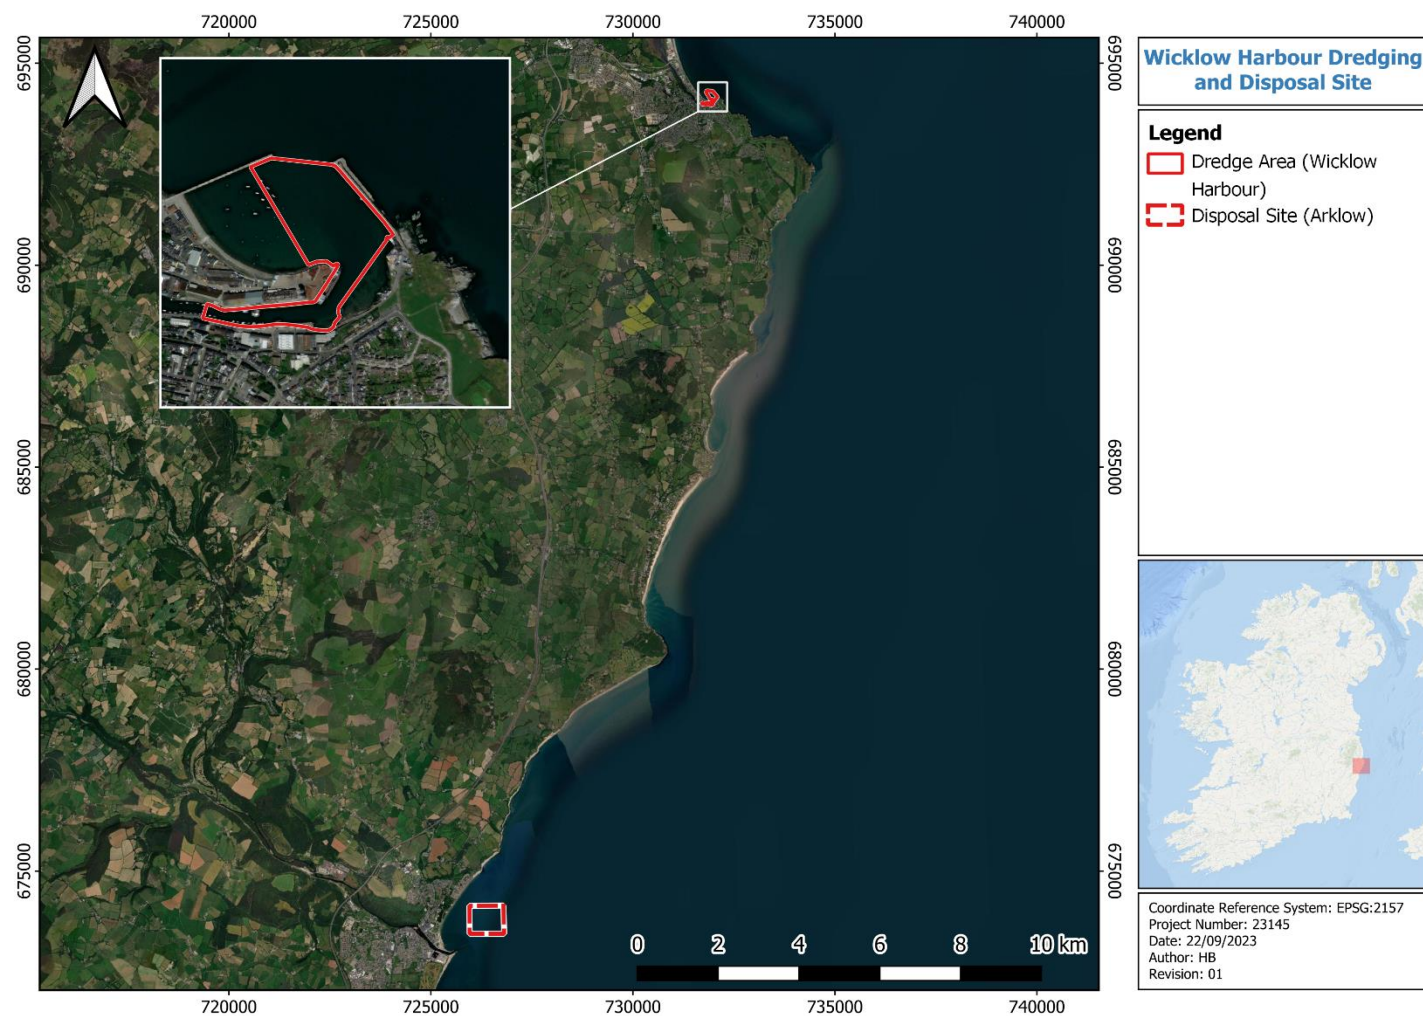 720000
725000
730000
735000
740000
695000
690000
685000
680000
675000
695000
690000
685000
680000
675000
Wicklow Harbour Dredging
and Disposal Site
Legend
Dredge Area (Wicklow
Harbour)
Disposal Site (Arklow)
0 2 4 6 8 10 km
720000
725000
730000
735000
740000
Coordinate Reference System: EPSG:2157
Project Number: 23145
Date: 22/09/2023
Author: HB
Revision: 01